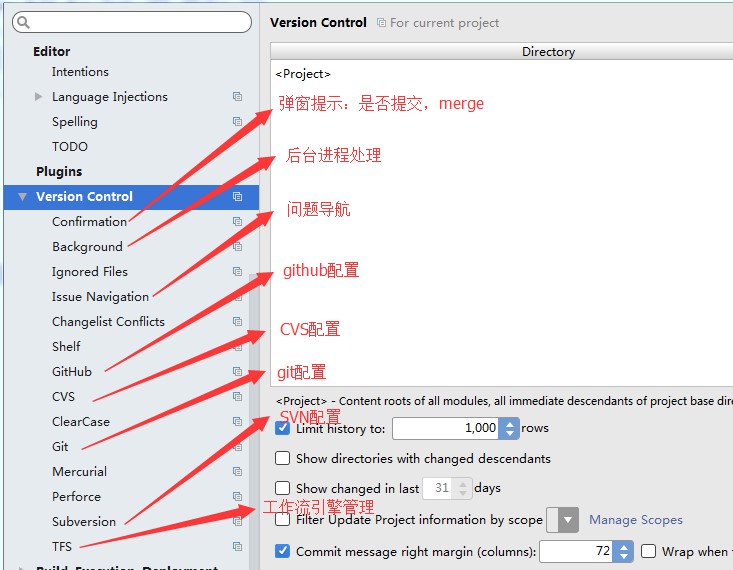 Editor
Intentions
Language Injections
Spelling
TODO
Plugins
Version Control
Confirmation
Background
Ignored Files
Issue Navigation
Changelist Conflicts
Shelf
GitHub
CVS
ClearCase
Git
Mercurial
Perforce
Subversion
TFS
Build, Execution, Deployment
Version Control For current project
Directory
<Project>
弹窗提示：是否提交，merge
后台进程处理
问题导航
github配置
CVS配置
git配置
<Project> - Content roots of all modules, all immediate descendants of project base dire
SVN配置
Limit history to: 1,000 rows
Show directories with changed descendants
Show changed in last 31 days
工作流引擎管理
Filter Update Project information by scope Manage Scopes
Commit message right margin (columns): 72 Wrap when